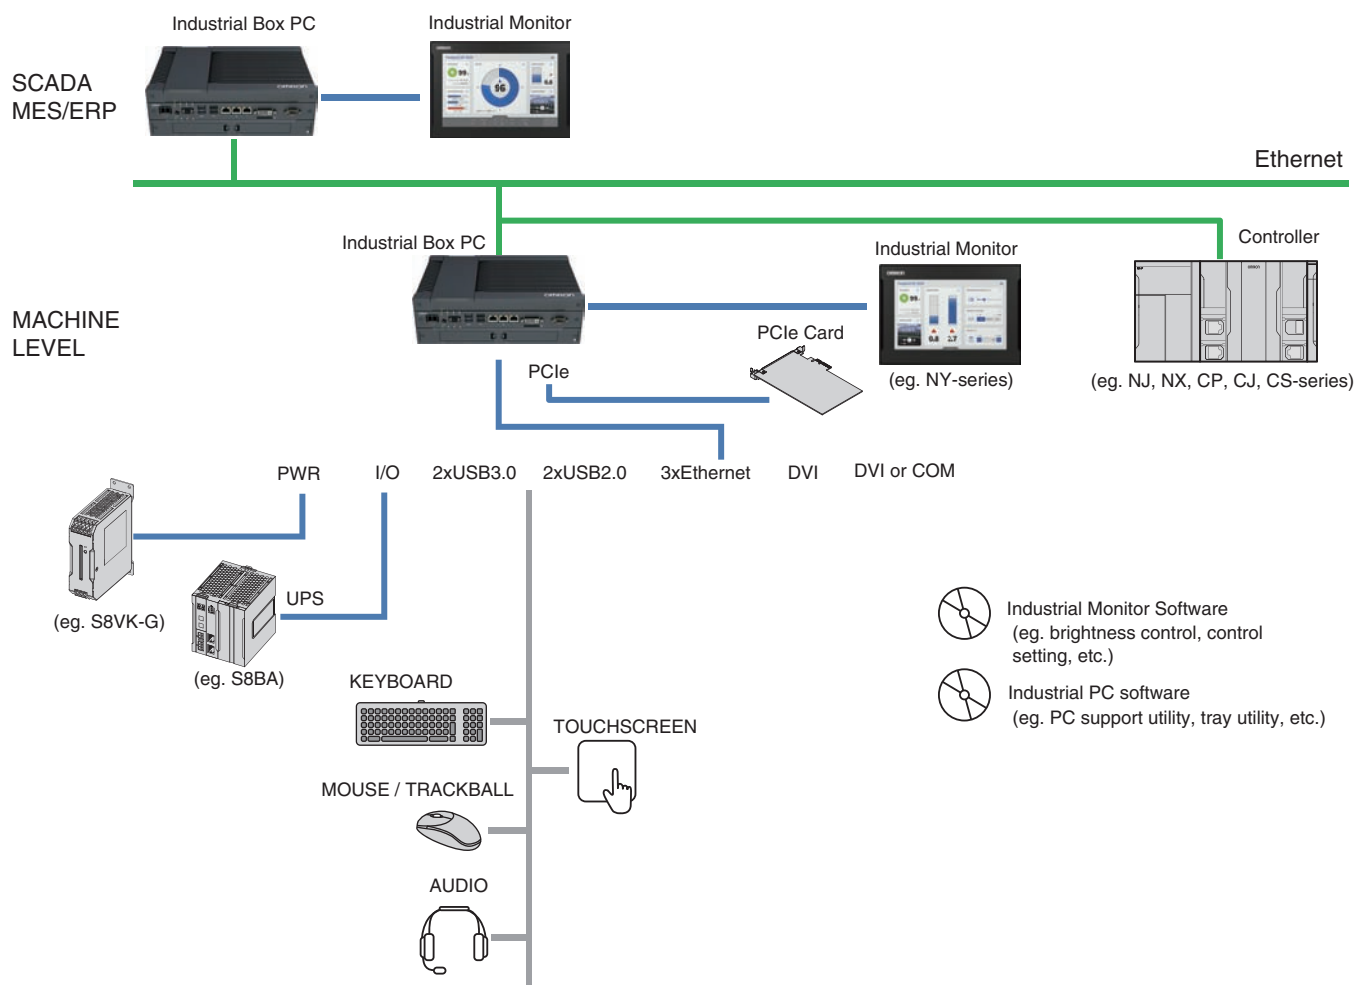 Industrial Box PC
Industrial Monitor
SCADA
MES/ERP
omron
96
Ethernet
Industrial Box PC
Industrial Monitor
Controller
omron
MACHINE
LEVEL
PCIe Card
PCIe
(eg. NY-series)
(eg. NJ, NX, CP, CJ, CS-series)
PWR
I/O
2xUSB3.0
2xUSB2.0
3xEthernet
DVI
DVI or COM
UPS
(eg. S8VK-G)
(eg. S8BA)
Industrial Monitor Software
(eg. brightness control, control
setting, etc.)
Industrial PC software
(eg. PC support utility, tray utility, etc.)
KEYBOARD
TOUCHSCREEN
MOUSE / TRACKBALL
AUDIO